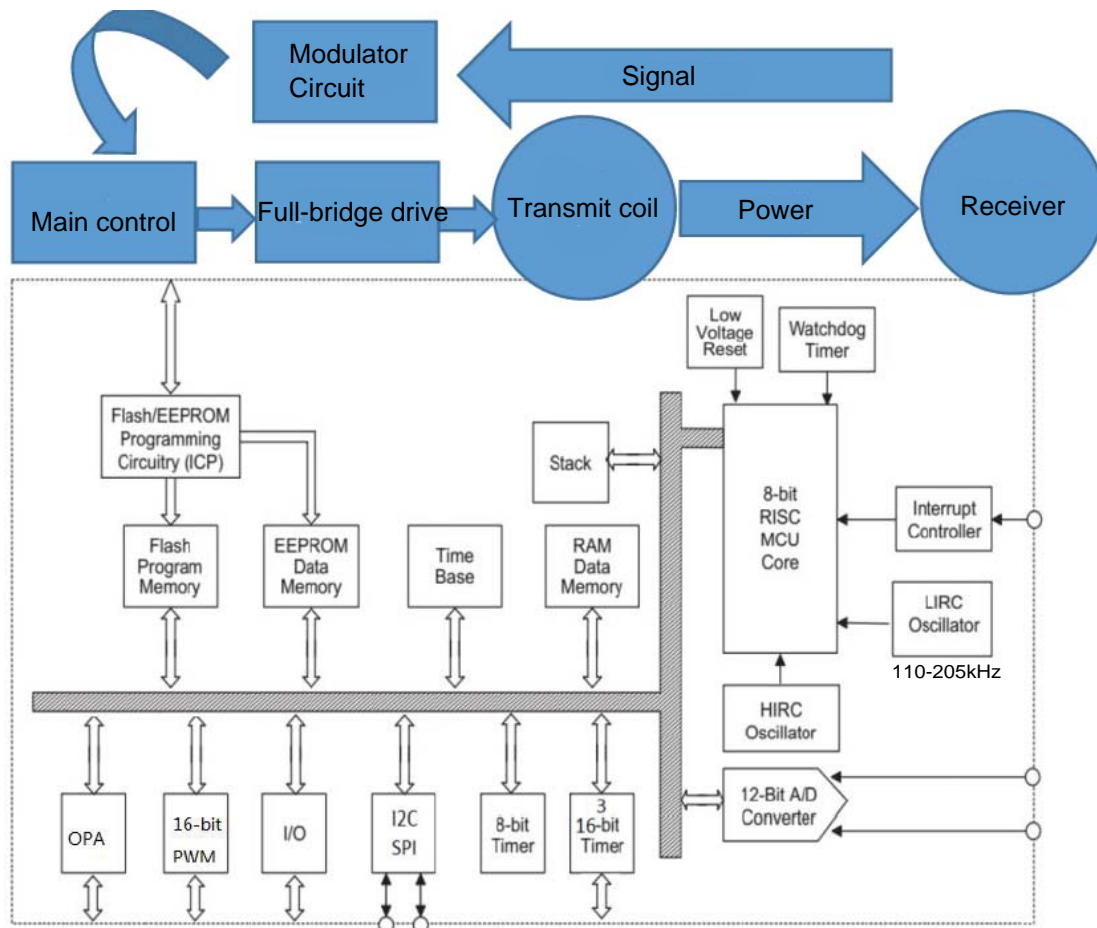 Modulator
Circuit
Signal
Main control
Full-bridge drive
Transmit coil
Power
Receiver
Low
Voltage
Reset
Watchdog
Timer
Flash/EEPROM
Programming
Circuitry (ICP)
Stack
8-bit
RISC
MCU
Core
Interrupt
Controller
Flash
Program
Memory
EEPROM
Data
Memory
Time
Base
RAM
Data
Memory
LIRC
Oscillator
110-205kHz
HIRC
Oscillator
12-Bit A/D
Converter
OPA
16-bit
PWM
I/O
I2C
SPI
8-bit
Timer
3
16-bit
Timer